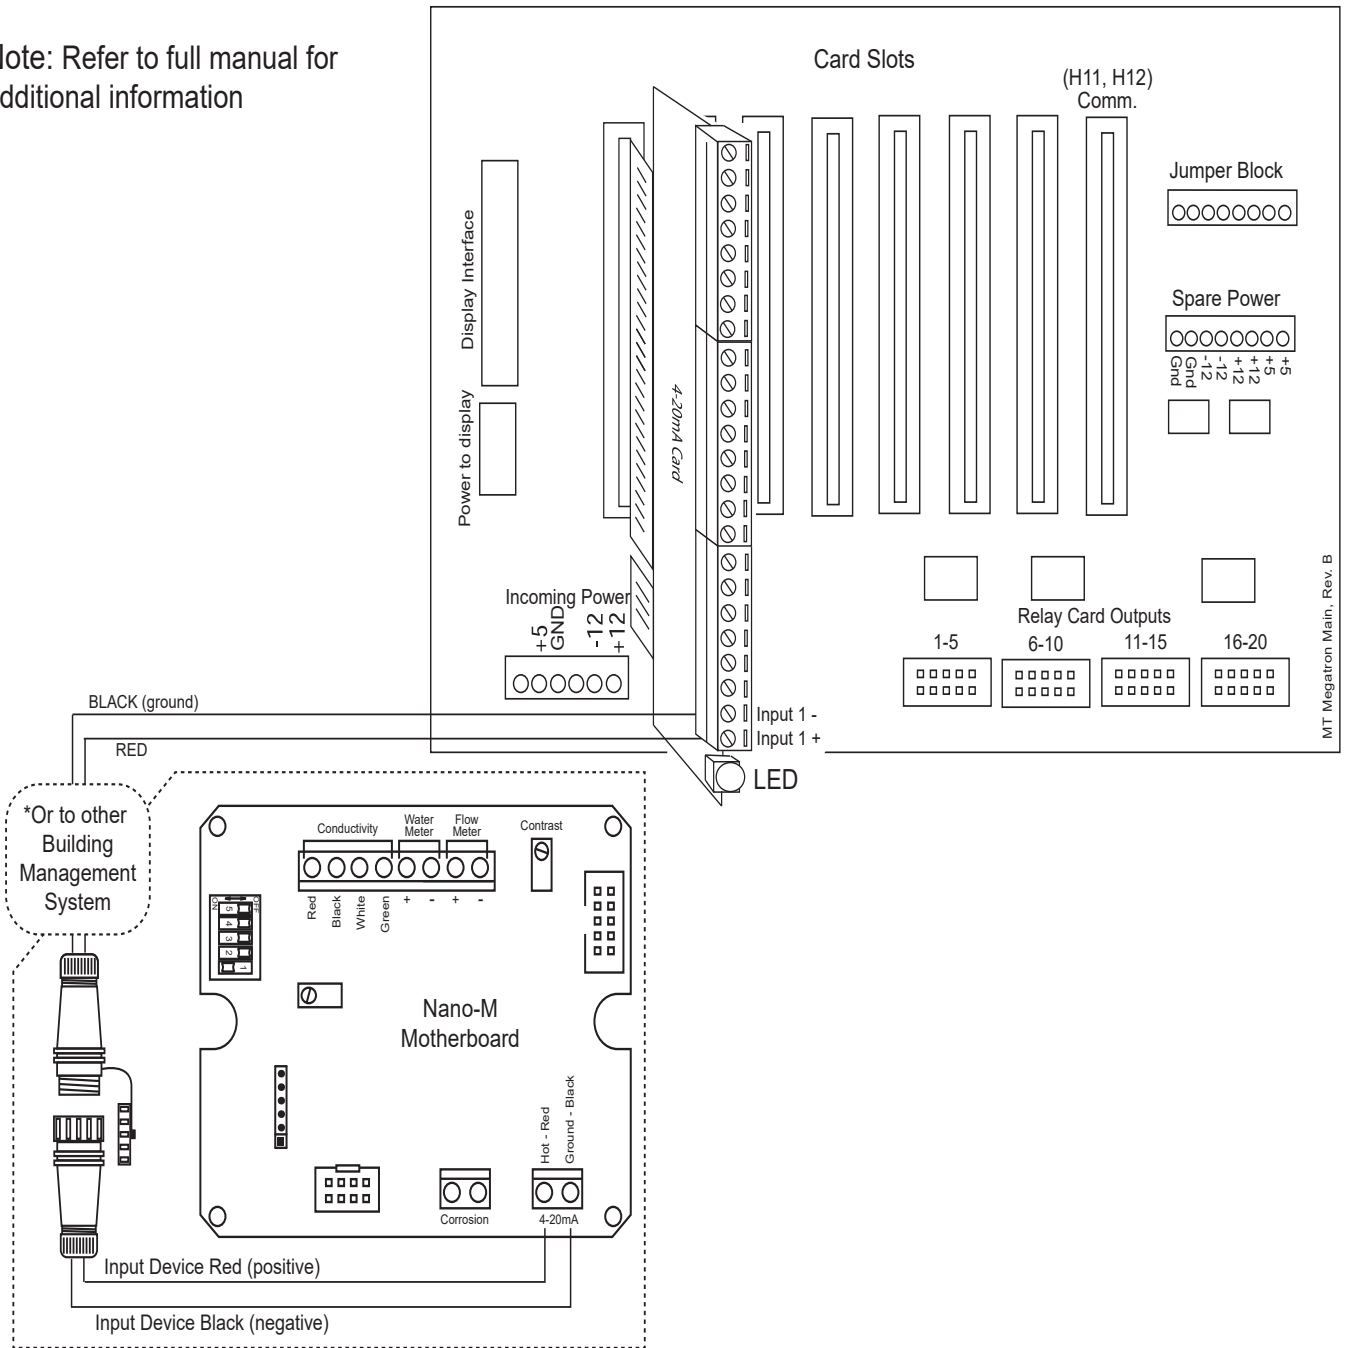 Note: Refer to full manual for
additional information
Card Slots
(H11, H12)
Comm.
Jumper Block
Display Interface
Spare Power
Gnd
Gnd
-12
-12
+12
+12
+5
+5
Power to display
4-20mA Card
Incoming Power
+5
GND
-12
+12
Relay Card Outputs
1-5
6-10
11-15
16-20
MT Megatron Main, Rev. B
BLACK (ground)
RED
Input 1 -
Input 1 +
LED
*Or to other
Building
Management
System
Conductivity
Water
Meter
Flow
Meter
Contrast
Red
Black
White
Green
+
-
+
-
ON
OFF
5
4
3
2
1
Nano-M
Motherboard
Hot - Red
Ground - Black
Corrosion
4-20mA
Input Device Red (positive)
Input Device Black (negative)